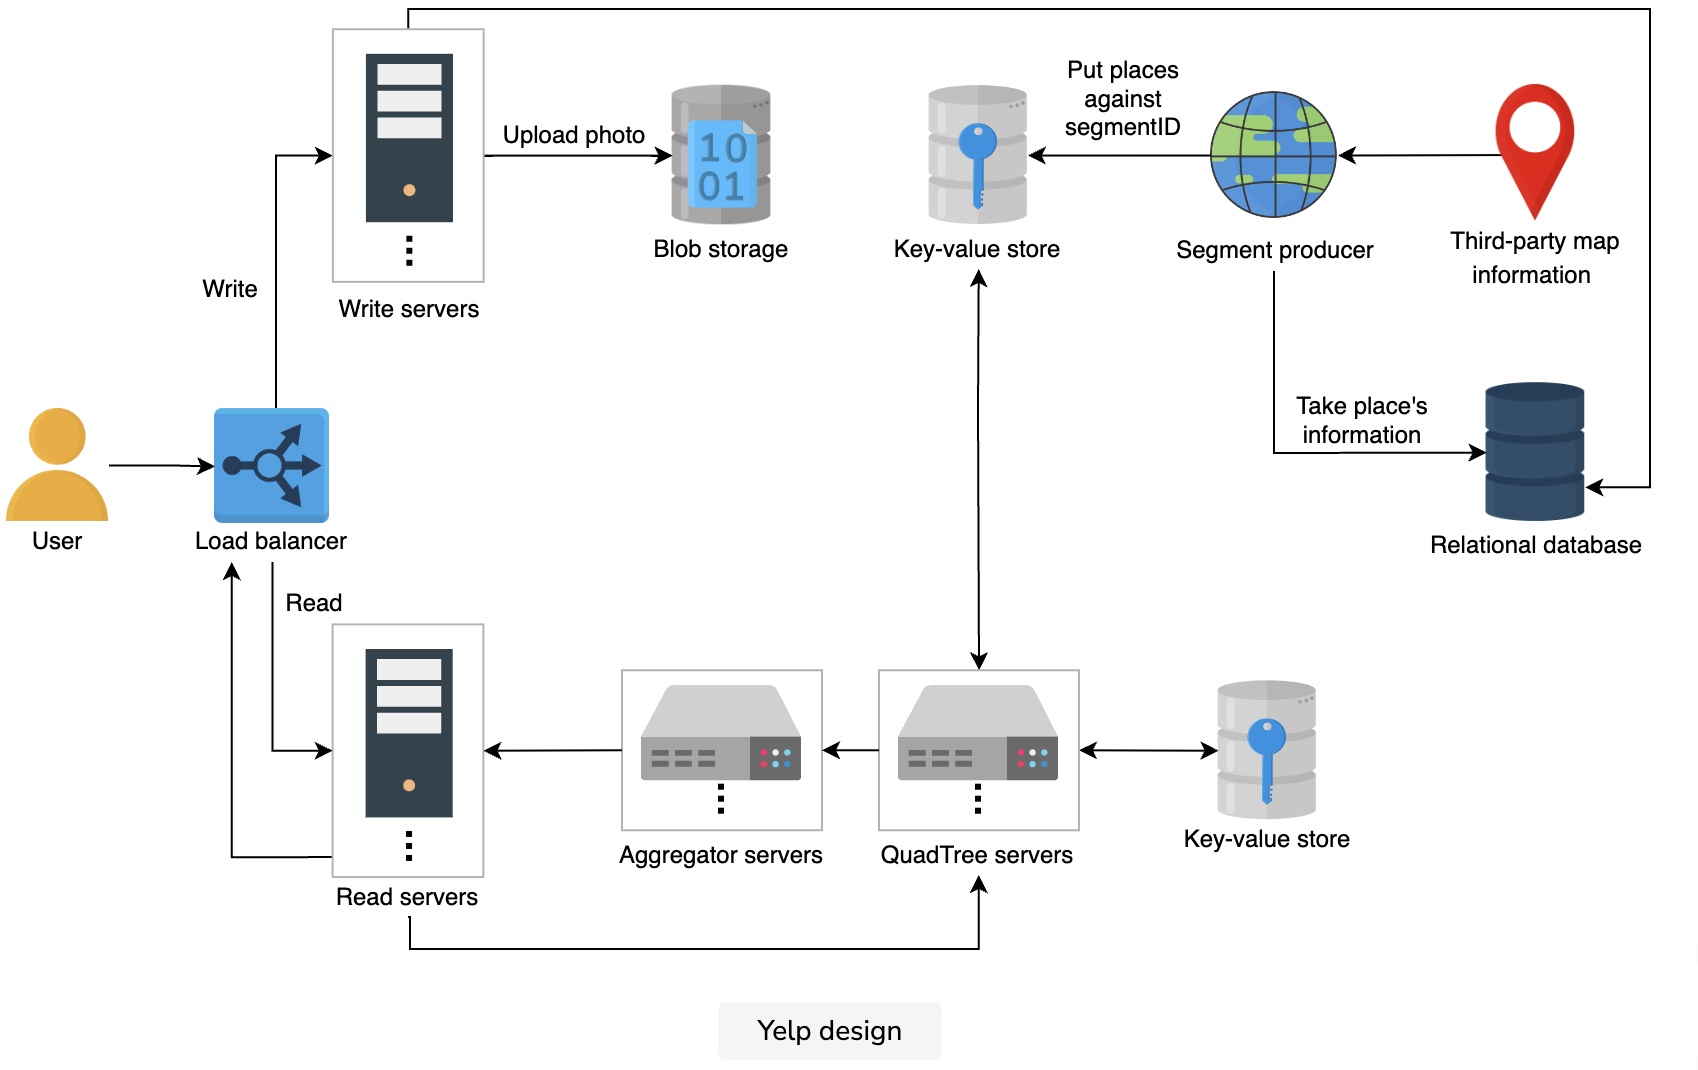 Put places
against
segmentID
Upload photo
10
01
Blob storage
Key-value store
Segment producer
Third-party map
information
Write
Write servers
Take place's
information
User
Load balancer
Relational database
Read
Key-value store
Aggregator servers
QuadTree servers
Read servers
Yelp design